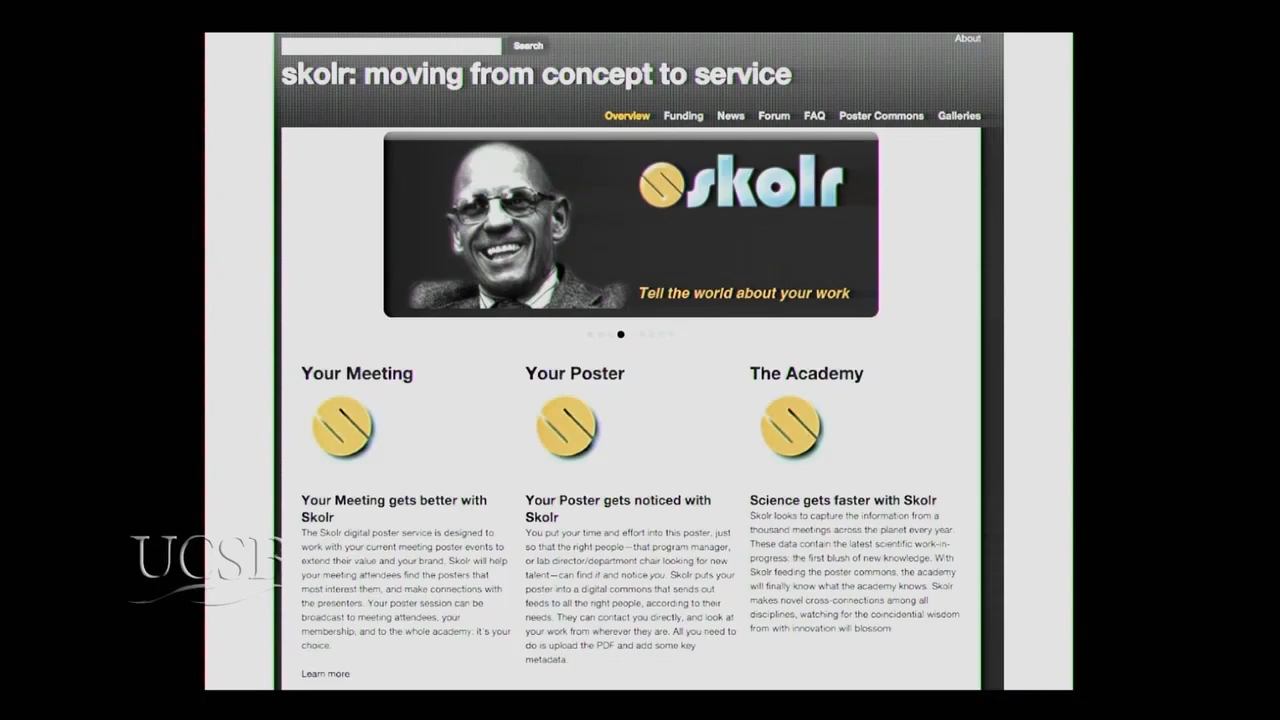 About
Search
skolr: moving from concept to service
Overview Funding News Forum FAQ Poster Commons Galleries
skolr
Tell the world about your work
Your Meeting
Your Meeting gets better with
Skolr
The Skolr digital poster service is designed to
work with your current meeting poster events to
extend their value and your brand. Skolr will help
your meeting attendees find the posters that
most interest them, and make connections with
the presenters. Your poster session can be
broadcast to meeting attendees, your
membership, and to the whole academy: it's your
choice.
Learn more
Your Poster
Your Poster gets noticed with
Skolr
You put your time and effort into this poster, just
so that the right people—that program manager,
or lab director/department chair looking for new
talent—can find it and notice you. Skolr puts your
poster into a digital commons that sends out
feeds to all the right people, according to their
needs. They can contact you directly, and look at
your work from wherever they are. All you need to
do is upload the PDF and add some key
metadata.
The Academy
Science gets faster with Skolr
Skolr looks to capture the information from a
thousand meetings across the planet every year.
These data contain the latest scientific work-in-
progress: the first blush of new knowledge. With
Skolr feeding the poster commons, the academy
will finally know what the academy knows. Skolr
makes novel cross-connections among all
disciplines, watching for the coincidential wisdom
from with innovation will blossom.
UCSB